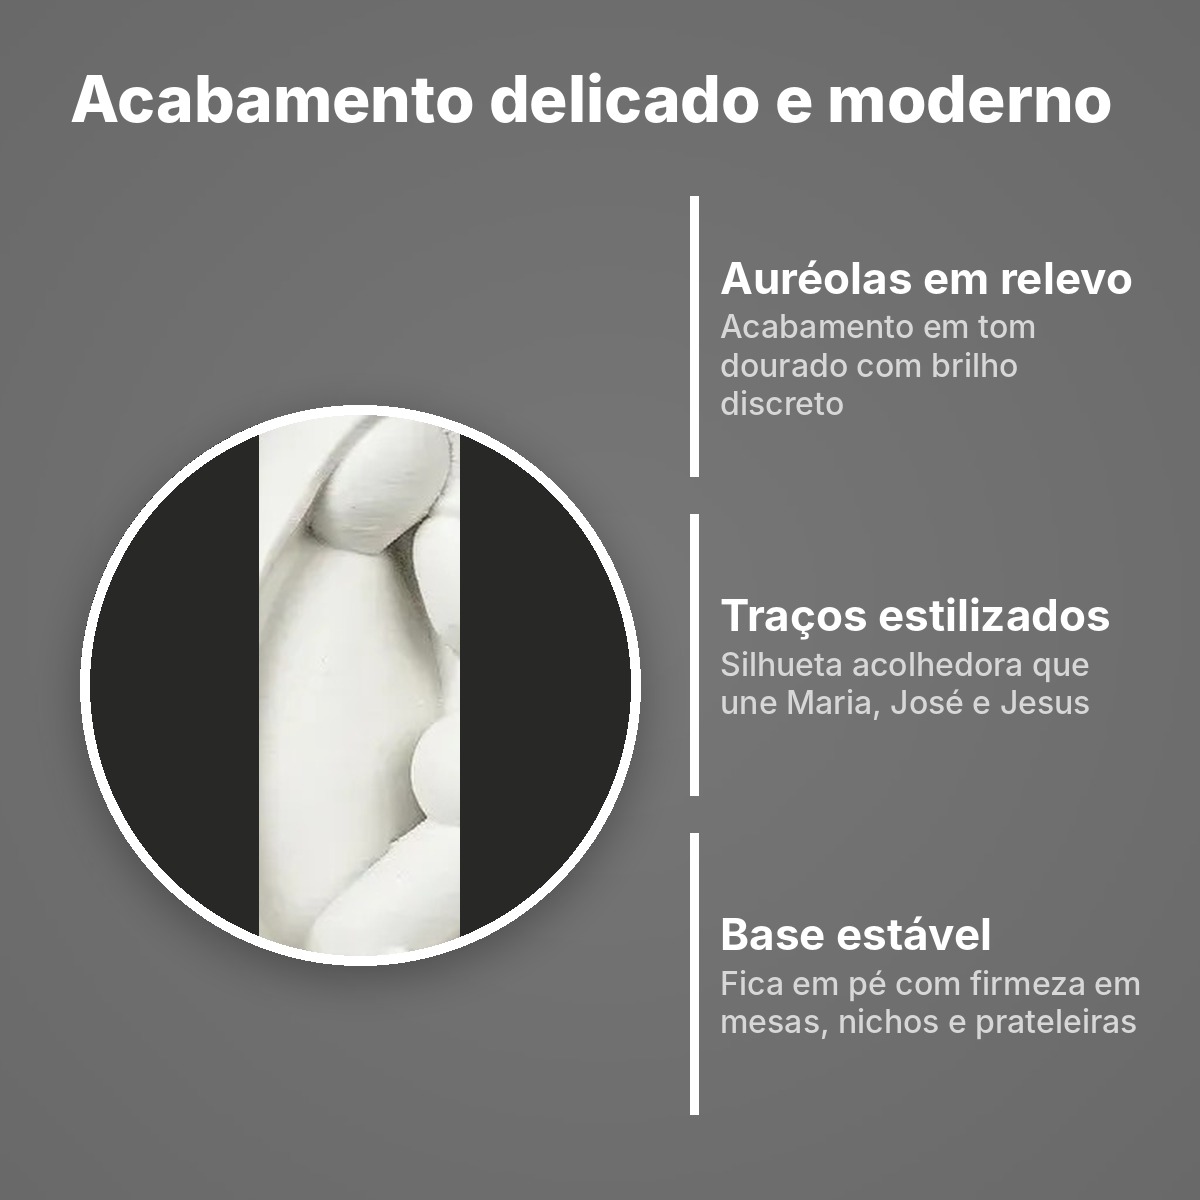 Acabamento delicado e moderno
Auréolas em relevo
Acabamento em tom
dourado com brilho
discreto
Traços estilizados
Silhueta acolhedora que
une Maria, José e Jesus
Base estável
Fica em pé com firmeza em
mesas, nichos e prateleiras